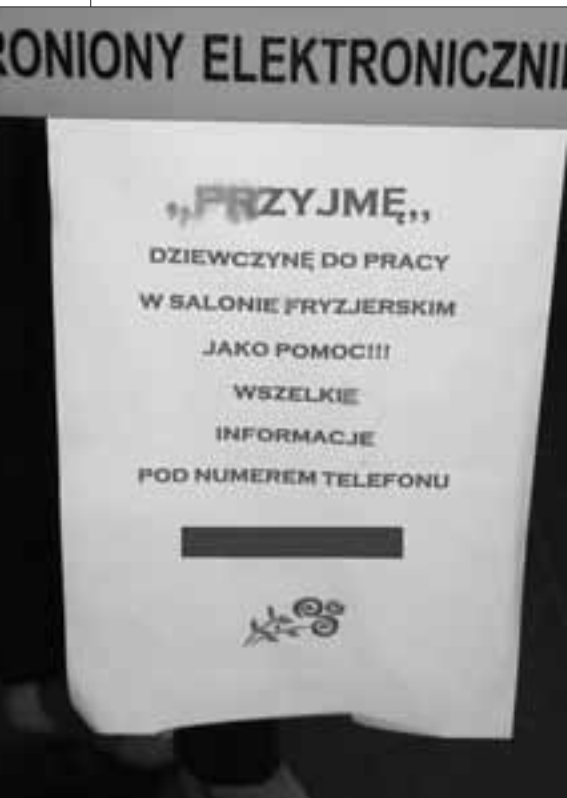 RONIONY ELEKTRONICZNI
,,PRZYJMĘ,,
DZIEWCZYNĘ DO PRACY
W SALONIE FRYZJERSKIM
JAKO POMOC!!!
WSZELKIE
INFORMACJE
POD NUMEREM TELEFONU